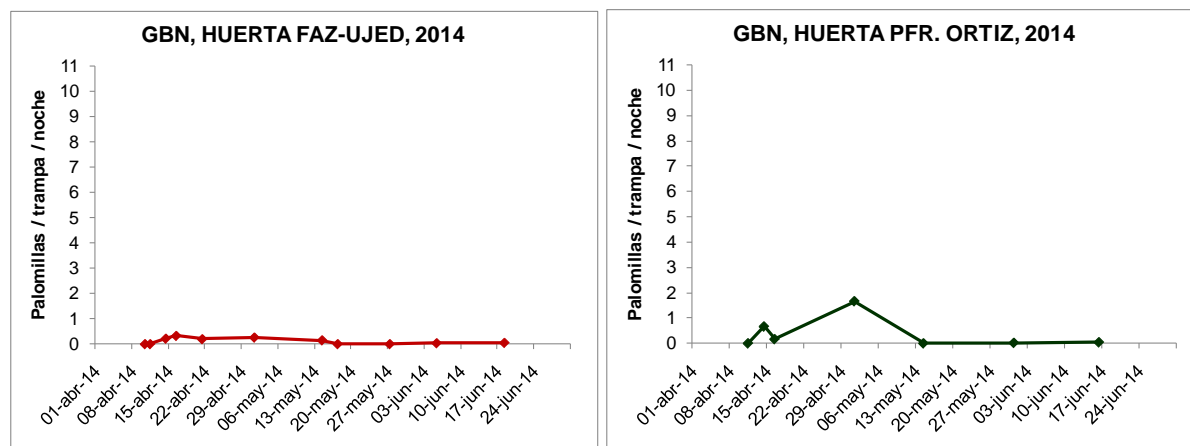 GBN, HUERTA FAZ-UJED, 2014
Palomillas / trampa / noche
11
10
9
8
7
6
5
4
3
2
1
0
01-abr-14
08-abr-14
15-abr-14
22-abr-14
29-abr-14
06-may-14
13-may-14
20-may-14
27-may-14
03-jun-14
10-jun-14
17-jun-14
24-jun-14
GBN, HUERTA PFR. ORTIZ, 2014
Palomillas / trampa / noche
11
10
9
8
7
6
5
4
3
2
1
0
01-abr-14
08-abr-14
15-abr-14
22-abr-14
29-abr-14
06-may-14
13-may-14
20-may-14
27-may-14
03-jun-14
10-jun-14
17-jun-14
24-jun-14